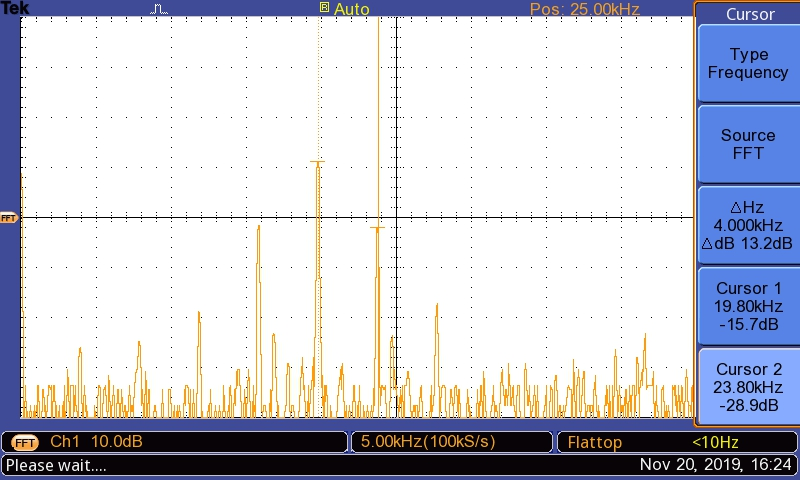 Tek
R Auto
Pos: 25.00kHz
Cursor
Type
Frequency
Source
FFT
△Hz
4.000kHz
△dB 13.2dB
Cursor 1
19.80kHz
-15.7dB
Cursor 2
23.80kHz
-28.9dB
FFT
FFT Ch1 10.0dB
5.00kHz(100kS/s)
Flattop <10Hz
Please wait....
Nov 20, 2019, 16:24